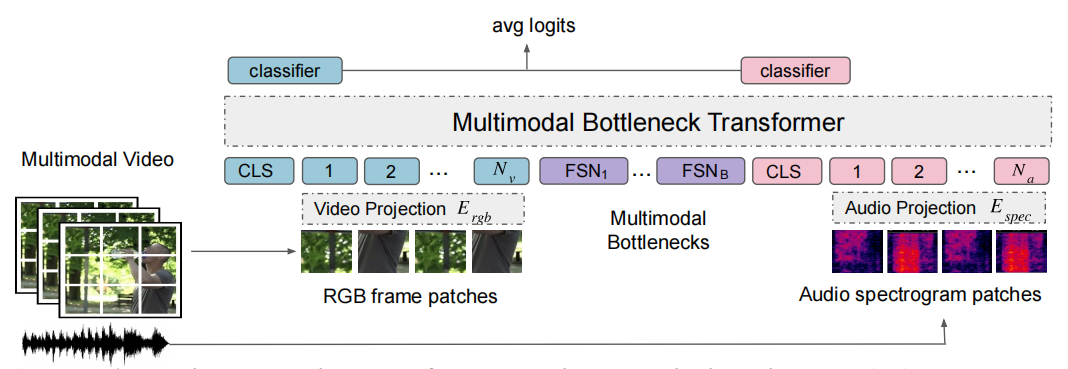 avg logits
classifier
classifier
Multimodal Bottleneck Transformer
Multimodal Video
CLS 1 2 ... N_v FSN_1 ... FSN_B CLS 1 2 ... N_a
Video Projection E_rgb
Audio Projection E_spec
Multimodal
Bottlenecks
RGB frame patches
Audio spectrogram patches